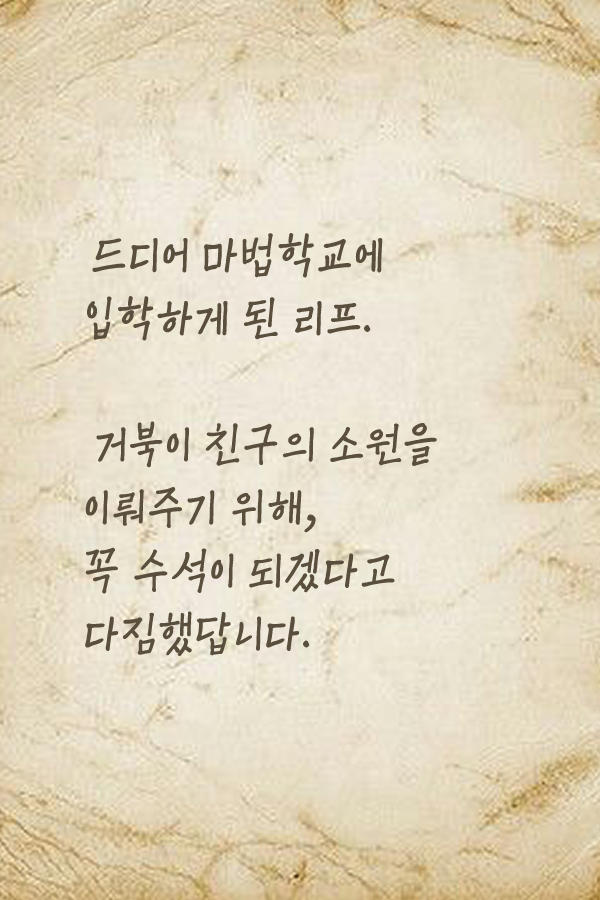 드디어 마법학교에
입학하게 된 리프.
거북이 친구의 소원을
이뤄주기 위해,
꼭 수석이 되겠다고
다짐했답니다.